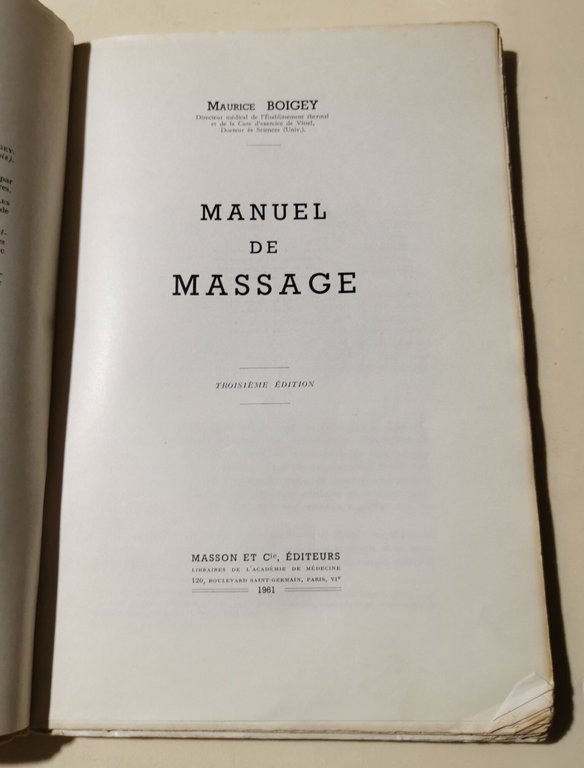 MAURICE BOIGEY
Directeur médical de l'Établissement thermal
et de la Cure d'exercice de Vittel,
Docteur ès Sciences (Univ.).
MANUEL
DE
MASSAGE
TROISIÈME ÉDITION
MASSON ET Cie, ÉDITEURS
LIBRAIRES DE L'ACADÉMIE DE MÉDECINE
120, BOULEVARD SAINT-GERMAIN, PARIS, VIe
1961